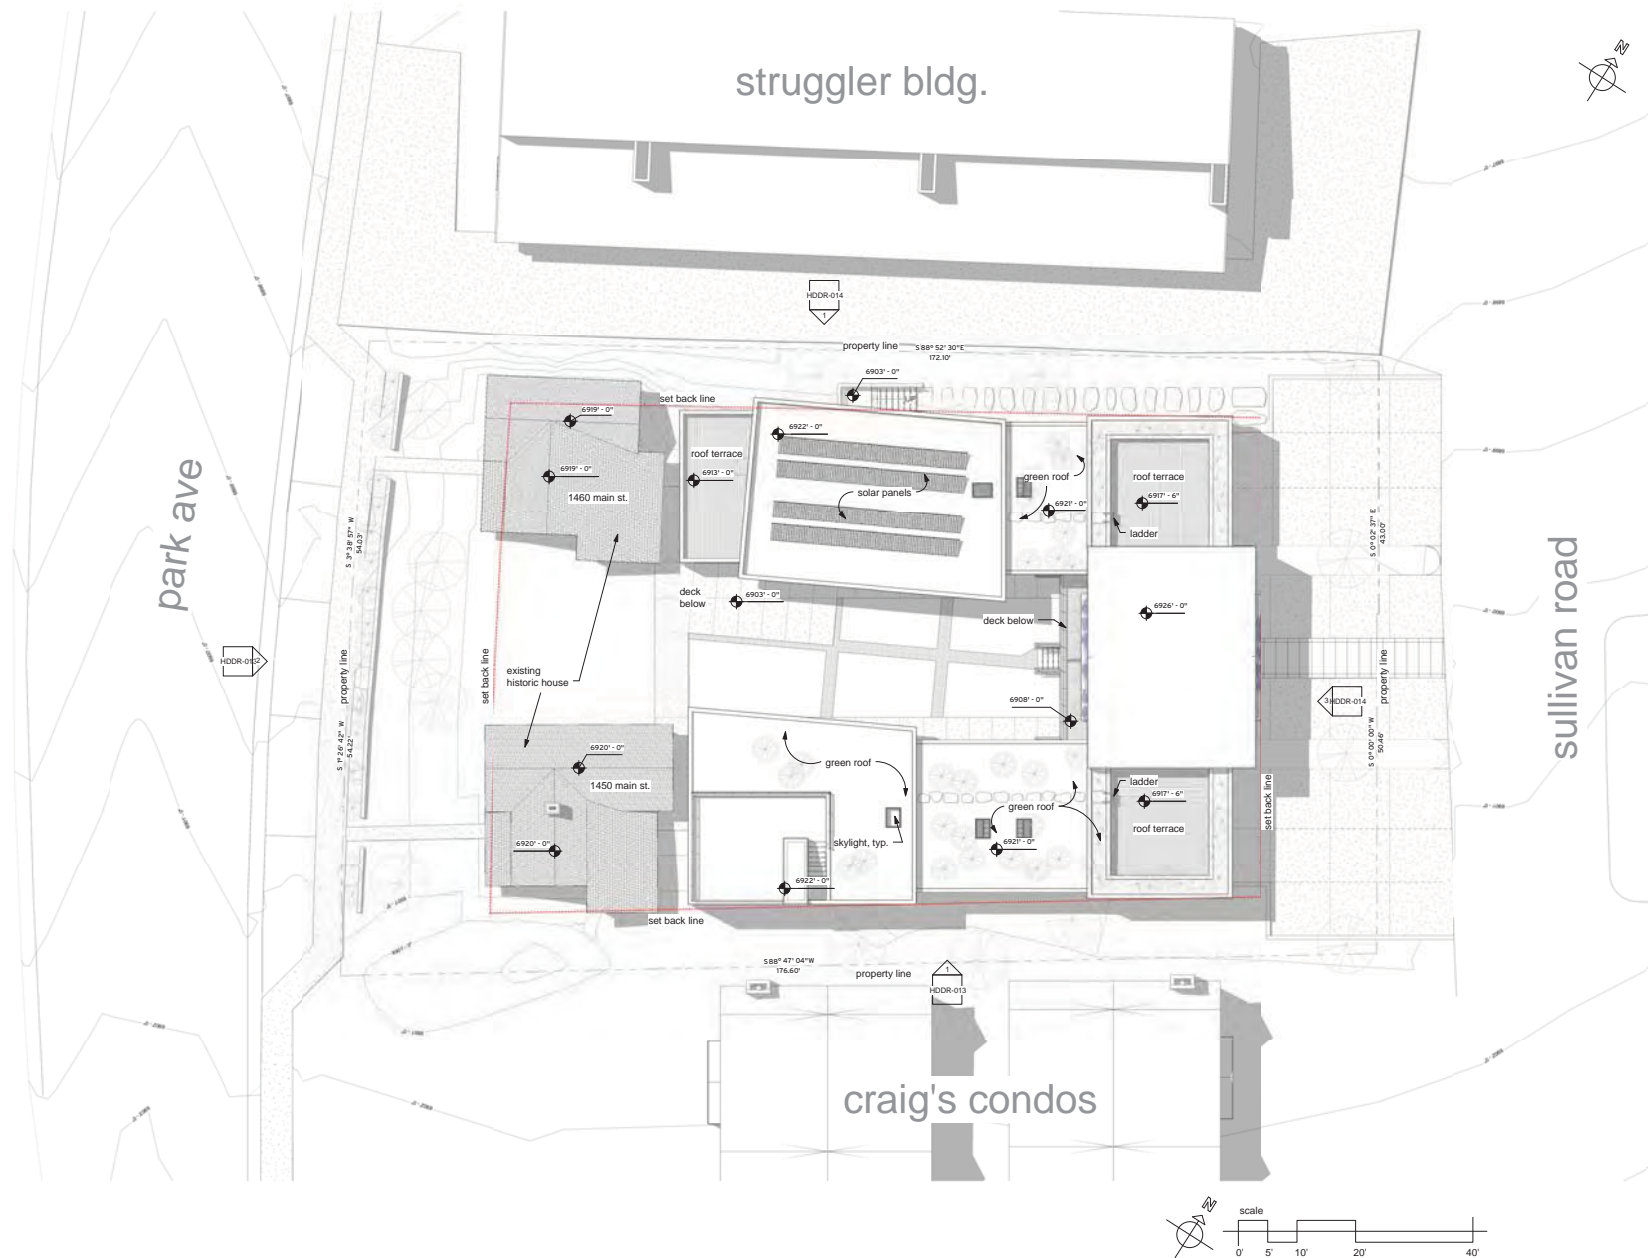 struggler bldg.
N
HDDR-014
1
property line
S 88° 52' 30" E
172.10'
6903' - 0"
set back line
6919' - 0"
6922' - 0"
roof terrace
6913' - 0"
6919' - 0"
1460 main st.
solar panels
green roof
6921' - 0"
roof terrace
6917' - 6"
ladder
park ave
S 3° 38' 57" W
54.03'
S 0° 02' 37" E
43.00'
deck
below
6903' - 0"
deck below
6926' - 0"
sullivan road
HDDR-013
2
property line
set back line
existing
historic house
6908' - 0"
3
HDDR-014
property line
S 1° 26' 42" W
54.22'
S 0° 00' 00" W
50.46'
6920' - 0"
1450 main st.
green roof
green roof
ladder
6917' - 6"
roof terrace
set back line
skylight, typ.
6921' - 0"
6920' - 0"
6922' - 0"
set back line
S 88° 47' 04" W
176.60'
property line
1
HDDR-013
craig's condos
N
scale
0'
5'
10'
20'
40'